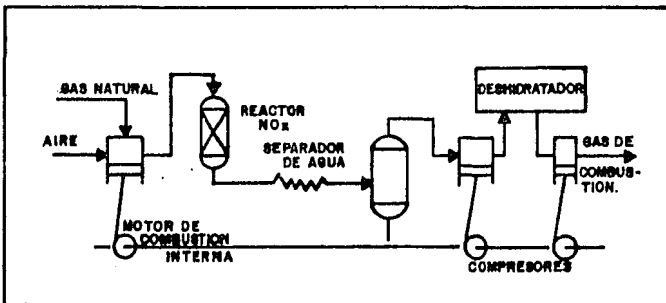 GAS NATURAL
AIRE
REACTOR
NOx
SEPARADOR
DE AGUA
DESHIDRATADOR
GAS DE
COMBUS-
TION.
MOTOR DE
COMBUSTION
INTERNA
COMPRESORES